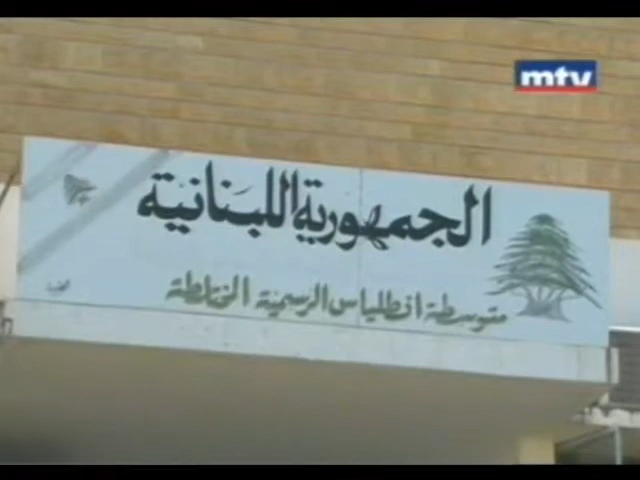 mtv
الجمهورية اللبنانية
متوسطة انطلياس الرسمية المختلطة